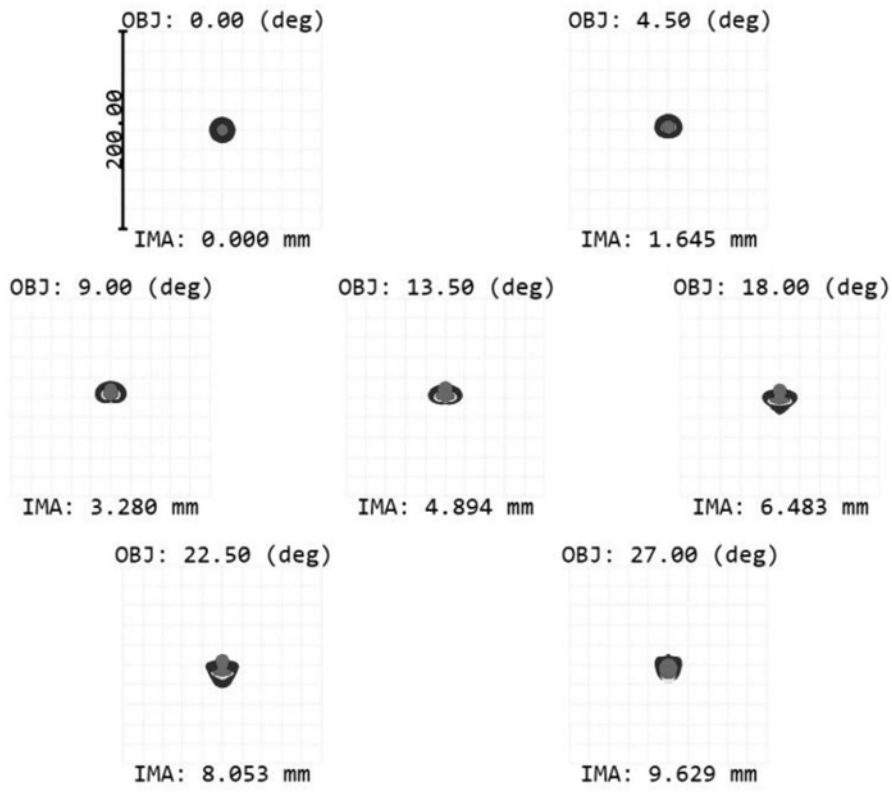 OBJ: 0.00 (deg)
OBJ: 4.50 (deg)
200.00
IMA: 0.000 mm
IMA: 1.645 mm
OBJ: 9.00 (deg)
OBJ: 13.50 (deg)
OBJ: 18.00 (deg)
IMA: 3.280 mm
IMA: 4.894 mm
IMA: 6.483 mm
OBJ: 22.50 (deg)
OBJ: 27.00 (deg)
IMA: 8.053 mm
IMA: 9.629 mm